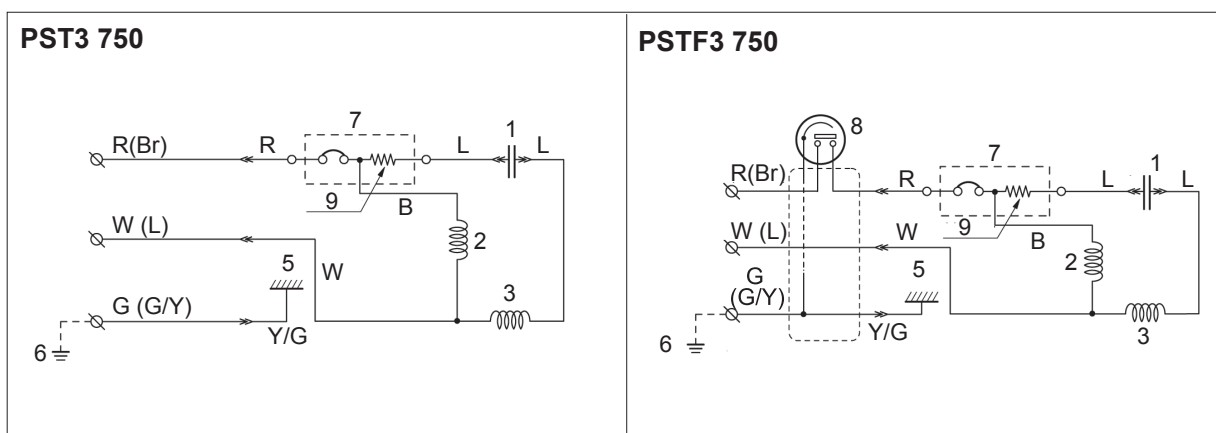 PST3 750
7
1
R(Br)
R
L
L
9
B
W (L)
2
5
W
3
G (G/Y)
Y/G
6
PSTF3 750
8
7
1
R(Br)
R
L
L
9
B
W (L)
W
2
5
G
(G/Y)
Y/G
3
6